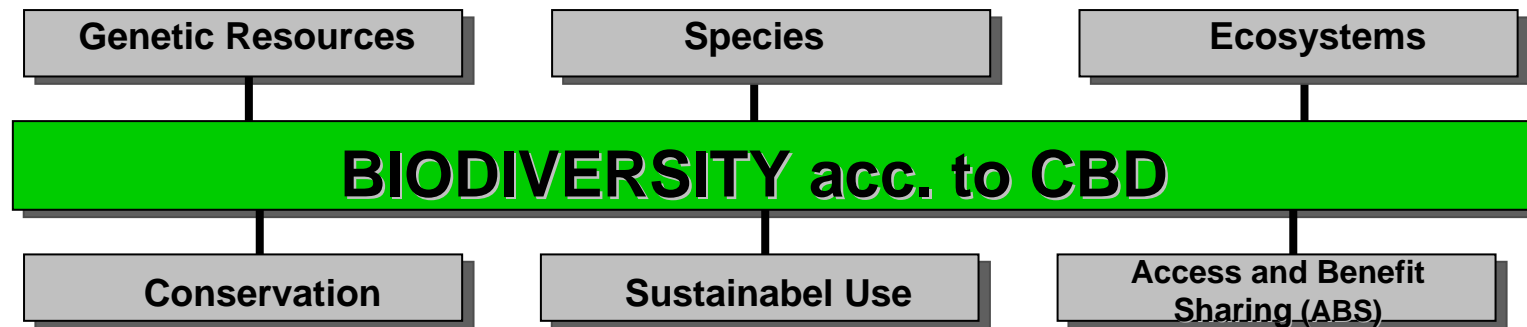 Genetic Resources
Species
Ecosystems
BIODIVERSITY acc. to CBD
Conservation
Sustainabel Use
Access and Benefit
Sharing (ABS)